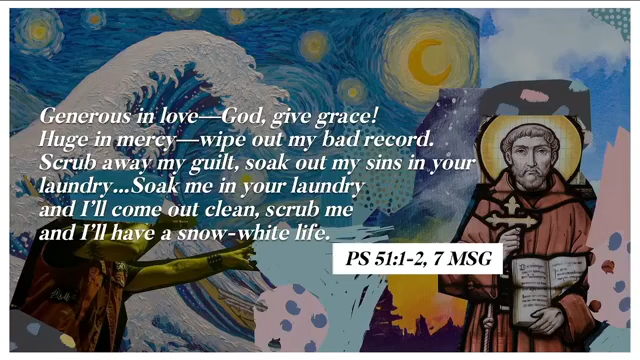 Generous in love—God, give grace!
Huge in mercy—wipe out my bad record.
Scrub away my guilt, soak out my sins in your
laundry...Soak me in your laundry
and I'll come out clean, scrub me
and I'll have a snow-white life.
PS 51:1-2, 7 MSG